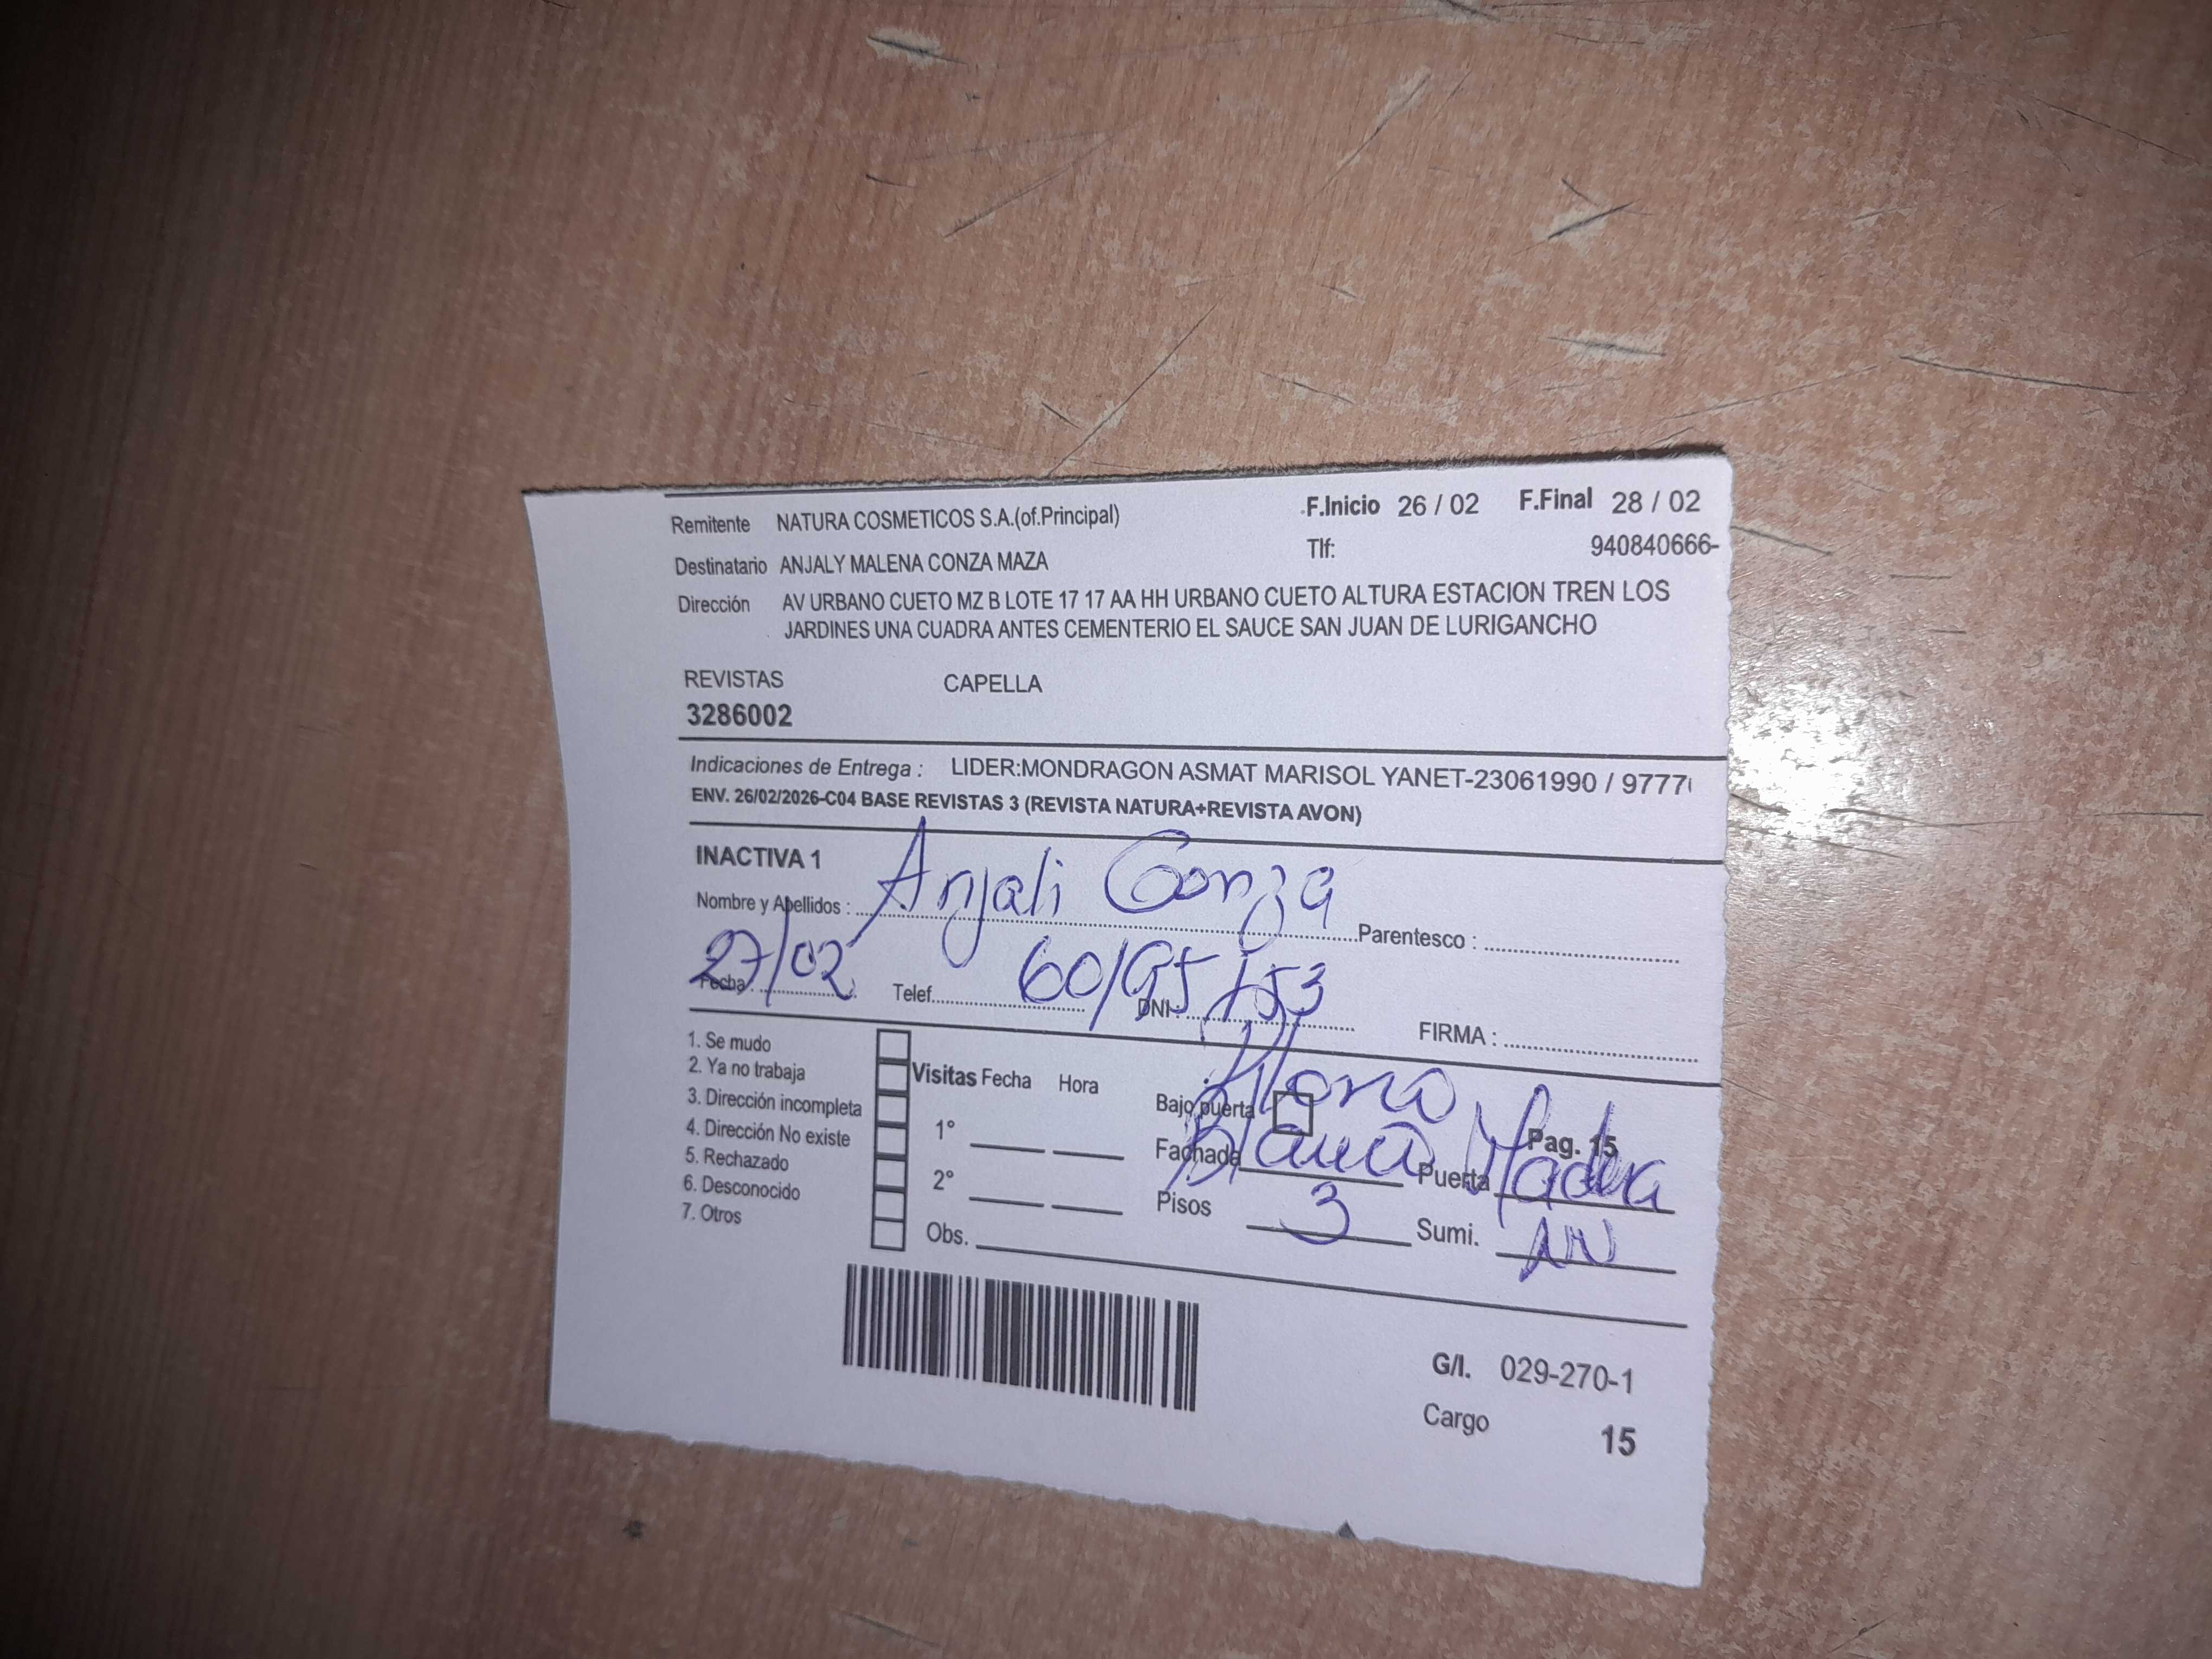 Remitente NATURA COSMETICOS S.A.(of.Principal) F.Inicio 26 / 02 F.Final 28 / 02
Destinatario ANJALY MALENA CONZA MAZA Tlf: 940840666-
Dirección AV URBANO CUETO MZ B LOTE 17 17 AA HH URBANO CUETO ALTURA ESTACION TREN LOS
JARDINES UNA CUADRA ANTES CEMENTERIO EL SAUCE SAN JUAN DE LURIGANCHO
REVISTAS CAPELLA
3286002
Indicaciones de Entrega : LIDER:MONDRAGON ASMAT MARISOL YANET-23061990 / 9777
ENV. 26/02/2026-C04 BASE REVISTAS 3 (REVISTA NATURA+REVISTA AVON)
INACTIVA 1
Nombre y Apellidos : Anjali Conza Parentesco :
Fecha : 27/02 Telef. DNI : FIRMA :
1. Se mudo
2. Ya no trabaja
3. Dirección incompleta
4. Dirección No existe
5. Rechazado
6. Desconocido
7. Otros
Visitas Fecha Hora
1°
2°
Obs.
Bajo puerta
Pag. 15
Fachada Blanca Puerta Madera
Pisos 3 Sumi.
G/I. 029-270-1
Cargo 15